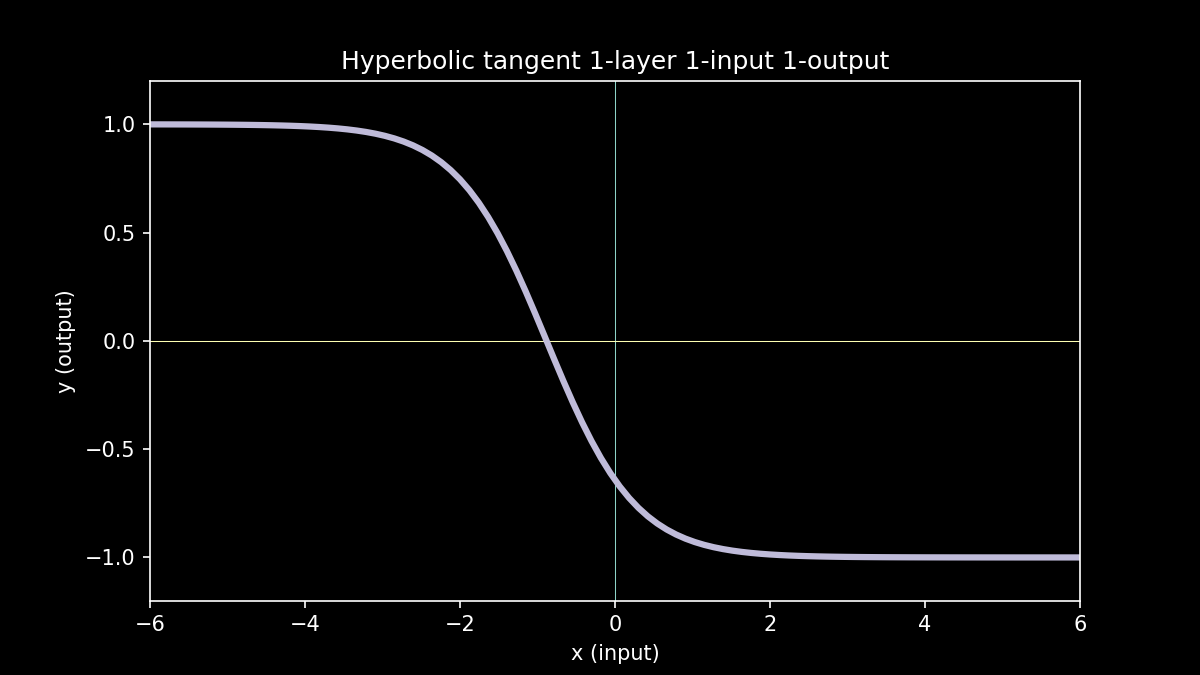 Hyperbolic tangent 1-layer 1-input 1-output
1.0
0.5
0.0
−0.5
−1.0
y (output)
−6 −4 −2 0 2 4 6
x (input)